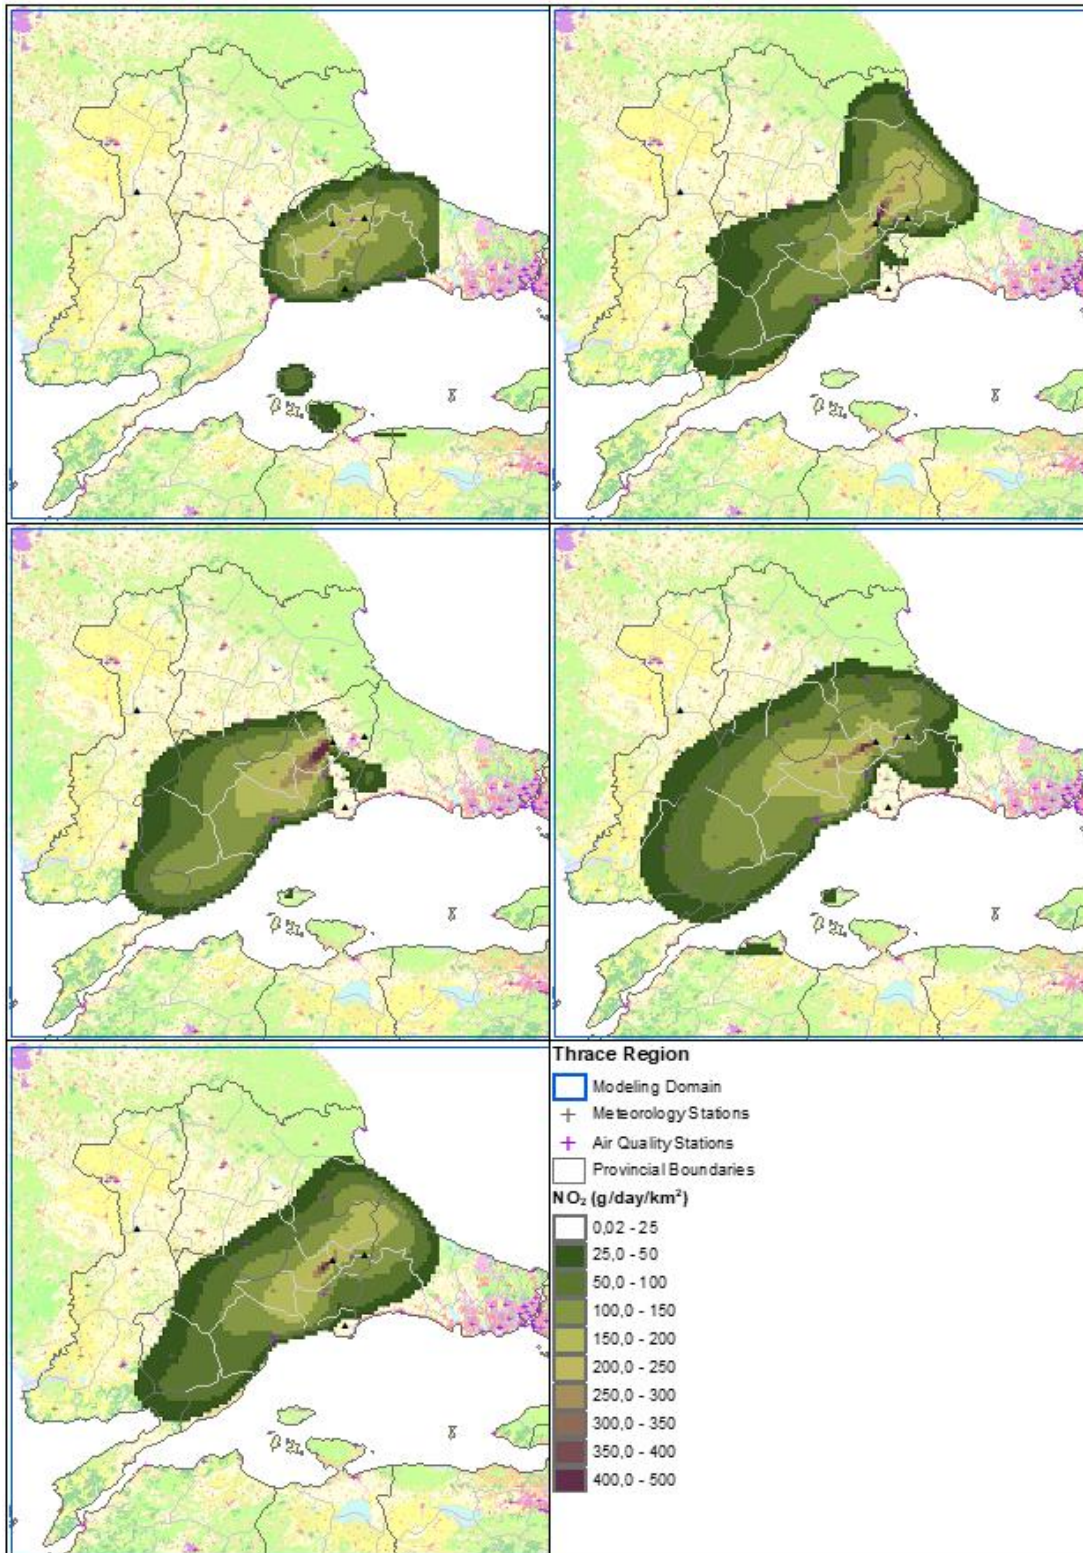 Thrace Region
Modeling Domain
Meteorology Stations
Air Quality Stations
Provincial Boundaries
NO₂ (g/day/km²)
0,02 - 25
25,0 - 50
50,0 - 100
100,0 - 150
150,0 - 200
200,0 - 250
250,0 - 300
300,0 - 350
350,0 - 400
400,0 - 500